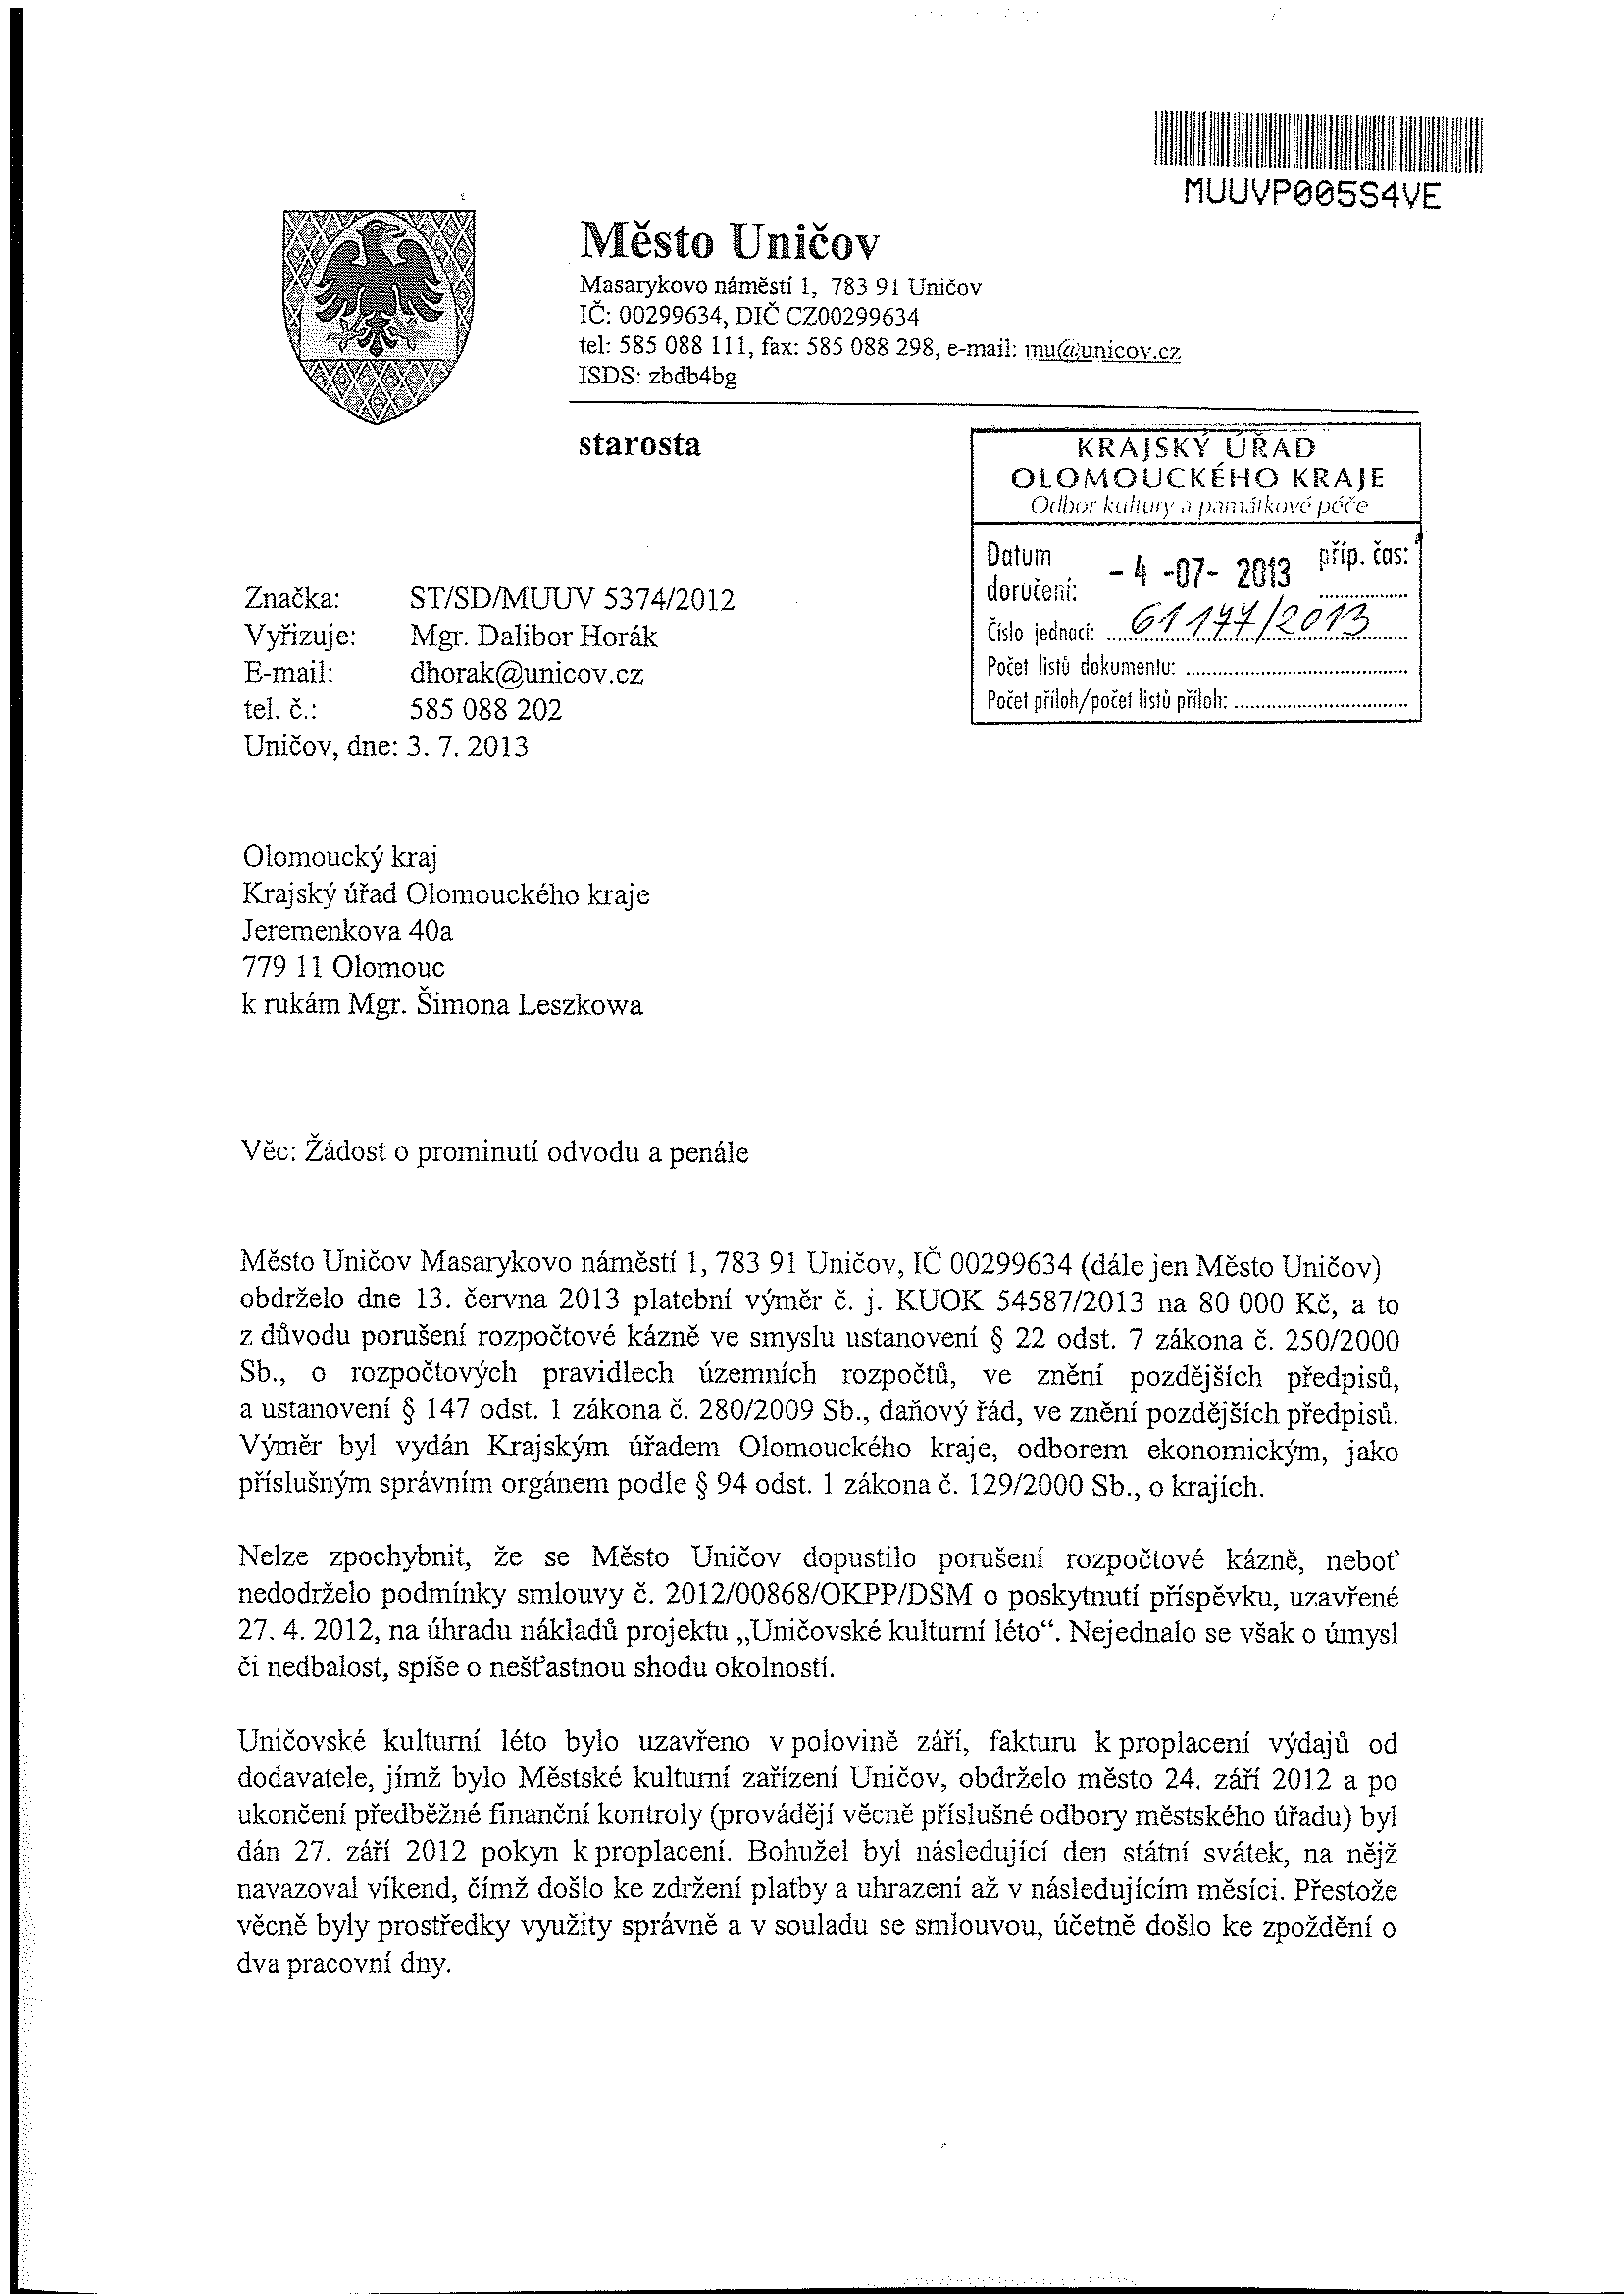 MUUVP005S4VE
Město Uničov
Masarykovo náměstí 1, 783 91 Uničov
IČ: 00299634, DIČ CZ00299634
tel: 585 088 111, fax: 585 088 298, e-mail: mu@unicov.cz
ISDS: zbdb4bg
starosta
KRAJSKÝ ÚŘAD
OLOMOUCKÉHO KRAJE
Odbor kultury a památkové péče
Datum doručení: - 4 -07- 2013 příp. čas:
Číslo jednací: 61177/2013
Počet listů dokumentu:
Počet příloh/počet listů příloh:
Značka: ST/SD/MUUV 5374/2012
Vyřizuje: Mgr. Dalibor Horák
E-mail: dhorak@unicov.cz
tel. č.: 585 088 202
Uničov, dne: 3. 7. 2013
Olomoucký kraj
Krajský úřad Olomouckého kraje
Jeremenkova 40a
779 11 Olomouc
k rukám Mgr. Šimona Leszkowa
Věc: Žádost o prominutí odvodu a penále
Město Uničov Masarykovo náměstí 1, 783 91 Uničov, IČ 00299634 (dále jen Město Uničov)
obdrželo dne 13. června 2013 platební výměr č. j. KUOK 54587/2013 na 80 000 Kč, a to
z důvodu porušení rozpočtové kázně ve smyslu ustanovení § 22 odst. 7 zákona č. 250/2000
Sb., o rozpočtových pravidlech územních rozpočtů, ve znění pozdějších předpisů,
a ustanovení § 147 odst. 1 zákona č. 280/2009 Sb., daňový řád, ve znění pozdějších předpisů.
Výměr byl vydán Krajským úřadem Olomouckého kraje, odborem ekonomickým, jako
příslušným správním orgánem podle § 94 odst. 1 zákona č. 129/2000 Sb., o krajích.
Nelze zpochybnit, že se Město Uničov dopustilo porušení rozpočtové kázně, neboť
nedodrželo podmínky smlouvy č. 2012/00868/OKPP/DSM o poskytnutí příspěvku, uzavřené
27. 4. 2012, na úhradu nákladů projektu „Uničovské kulturní léto“. Nejednalo se však o úmysl
či nedbalost, spíše o nešťastnou shodu okolností.
Uničovské kulturní léto bylo uzavřeno v polovině září, fakturu k proplacení výdajů od
dodavatele, jímž bylo Městské kulturní zařízení Uničov, obdrželo město 24. září 2012 a po
ukončení předběžné finanční kontroly (provádějí věcně příslušné odbory městského úřadu) byl
dán 27. září 2012 pokyn k proplacení. Bohužel byl následující den státní svátek, na nějž
navazoval víkend, čímž došlo ke zdržení platby a uhrazení až v následujícím měsíci. Přestože
věcně byly prostředky využity správně a v souladu se smlouvou, účetně došlo ke zpoždění o
dva pracovní dny.